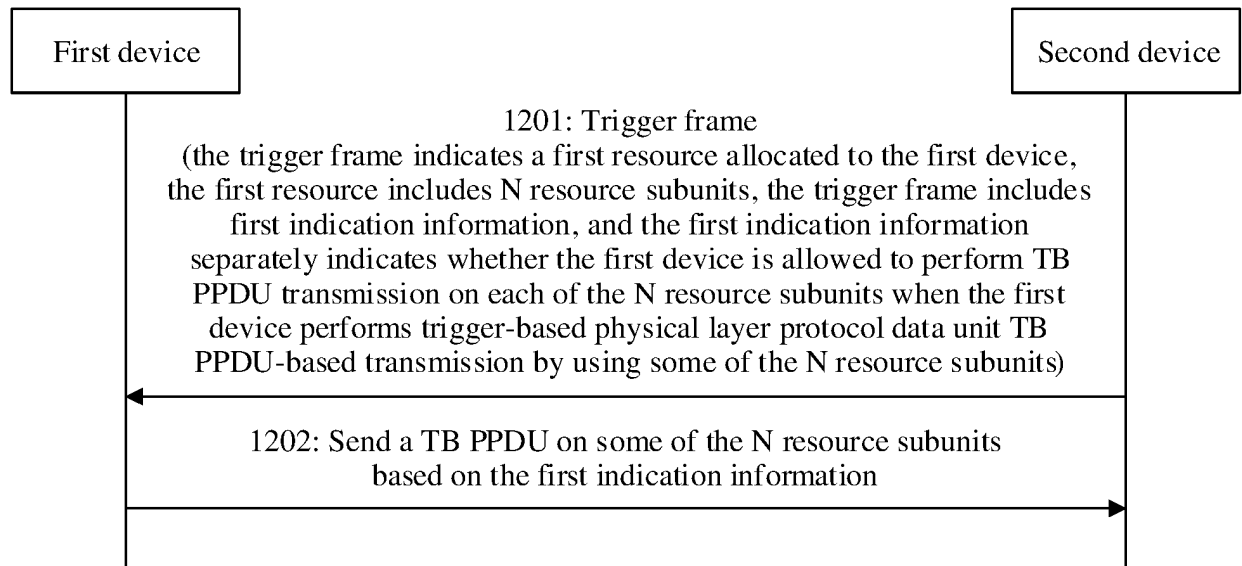 First device
Second device
1201: Trigger frame
(the trigger frame indicates a first resource allocated to the first device,
the first resource includes N resource subunits, the trigger frame includes
first indication information, and the first indication information
separately indicates whether the first device is allowed to perform TB
PPDU transmission on each of the N resource subunits when the first
device performs trigger-based physical layer protocol data unit TB
PPDU-based transmission by using some of the N resource subunits)
1202: Send a TB PPDU on some of the N resource subunits
based on the first indication information